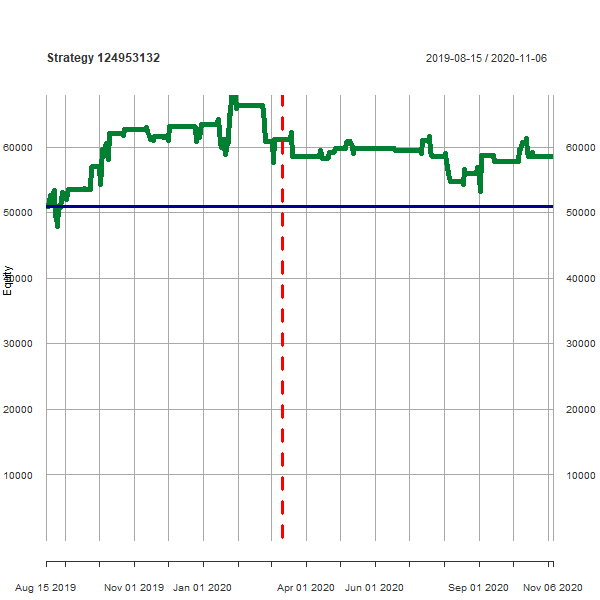 Strategy 124953132 2019-08-15 / 2020-11-06
60000 60000
50000 50000
Equity
40000 40000
30000 30000
20000 20000
10000 10000
Aug 15 2019 Nov 01 2019 Jan 01 2020 Apr 01 2020 Jun 01 2020 Sep 01 2020 Nov 06 2020